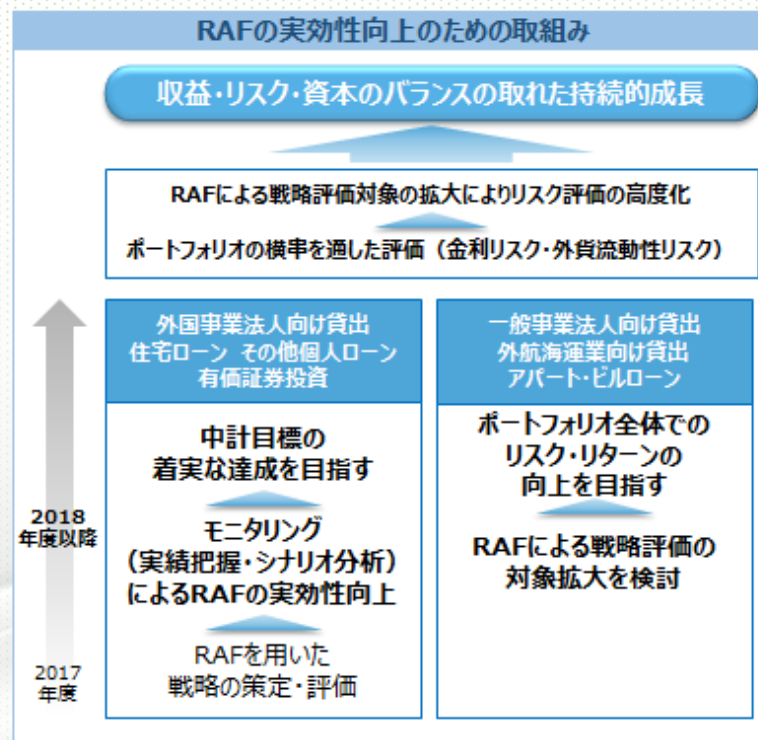 RAFの実効性向上のための取組み
収益・リスク・資本のバランスの取れた持続的成長
RAFによる戦略評価対象の拡大によりリスク評価の高度化
ポートフォリオの横串を通した評価（金利リスク・外貨流動性リスク）
外国事業法人向け貸出
住宅ローン その他個人ローン
有価証券投資
中計目標の
着実な達成を目指す
モニタリング
（実績把握・シナリオ分析）
によるRAFの実効性向上
RAFを用いた
戦略の策定・評価
一般事業法人向け貸出
外航海運業向け貸出
アパート・ビルローン
ポートフォリオ全体での
リスク・リターンの
向上を目指す
RAFによる戦略評価の
対象拡大を検討
2018
年度以降
2017
年度